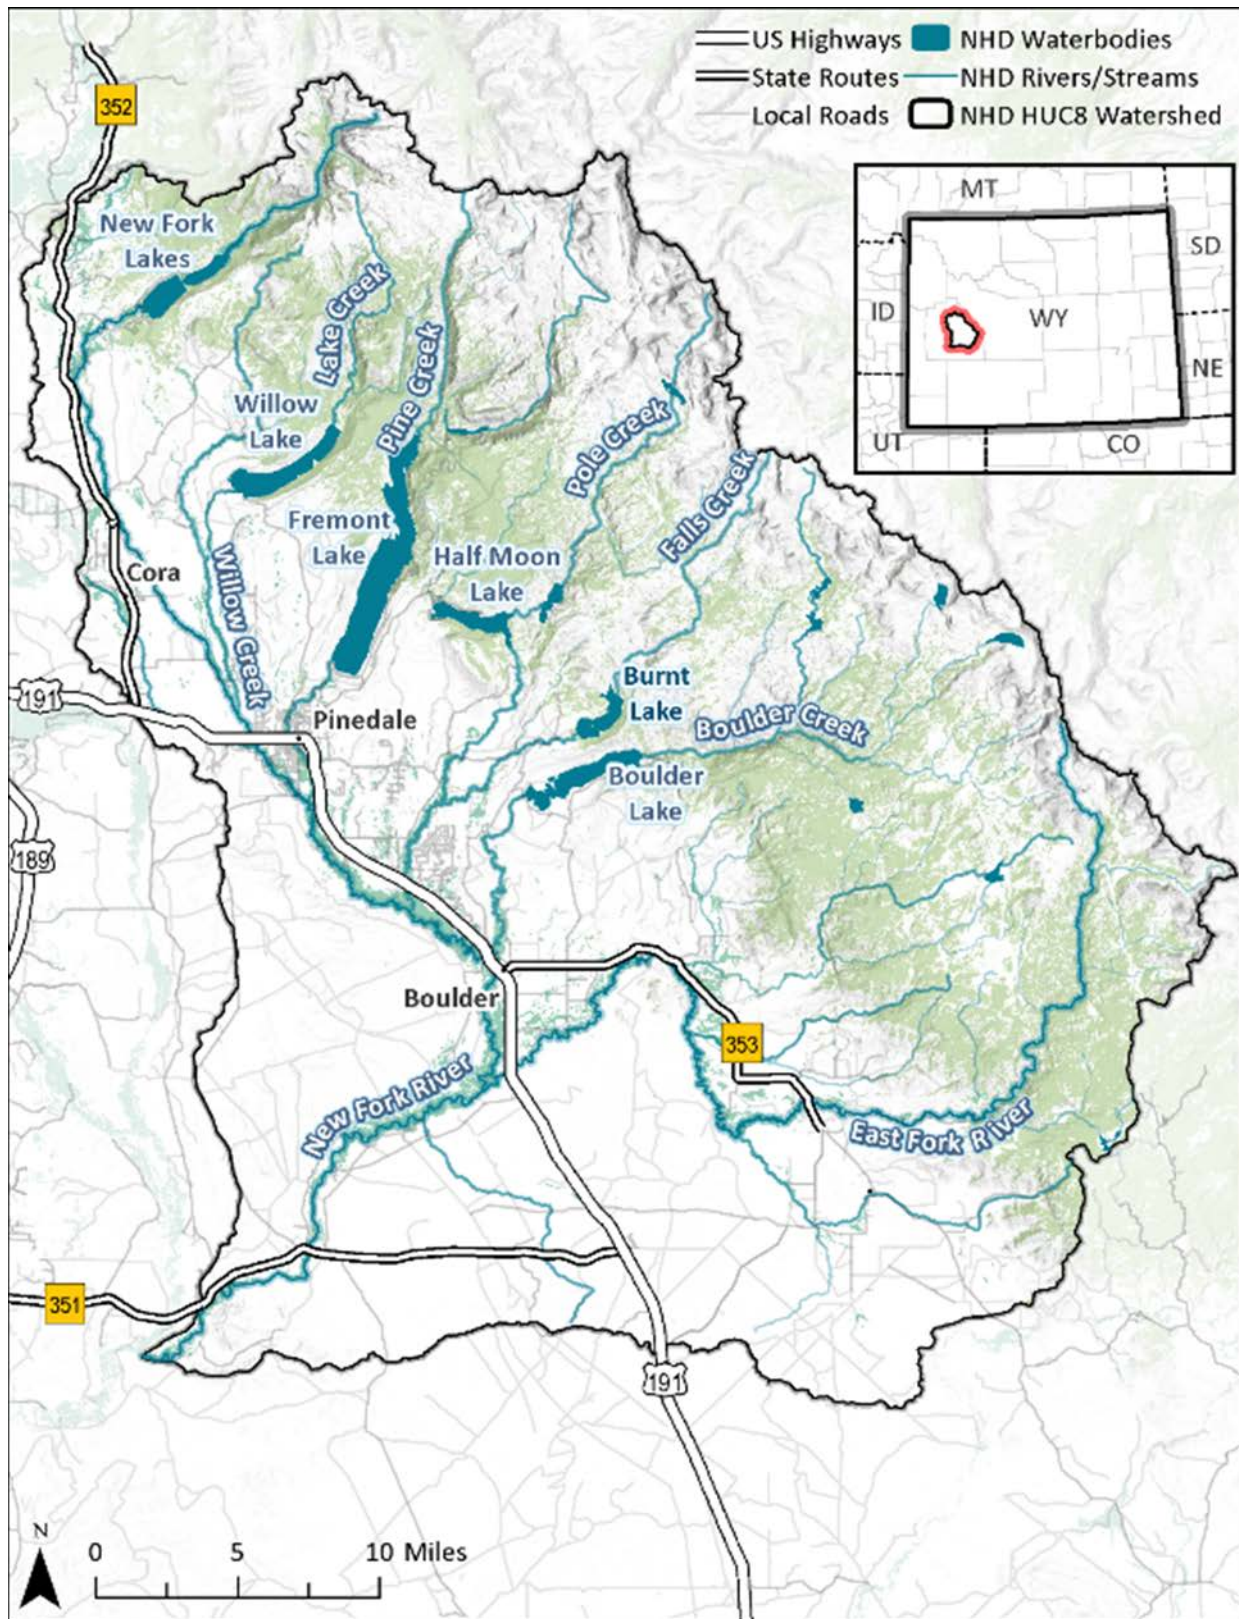 US Highways
NHD Waterbodies
State Routes
NHD Rivers/Streams
Local Roads
NHD HUC8 Watershed
352
MT
SD
ID
WY
NE
UT
CO
New Fork
Lakes
Lake Creek
Pine Creek
Willow
Lake
Pole Creek
Falls Creek
Fremont
Lake
Half Moon
Lake
Cora
Willow Creek
Burnt
Lake
191
Pinedale
Boulder Creek
Boulder
Lake
189
Boulder
353
New Fork River
East Fork River
351
191
N
0 5 10 Miles